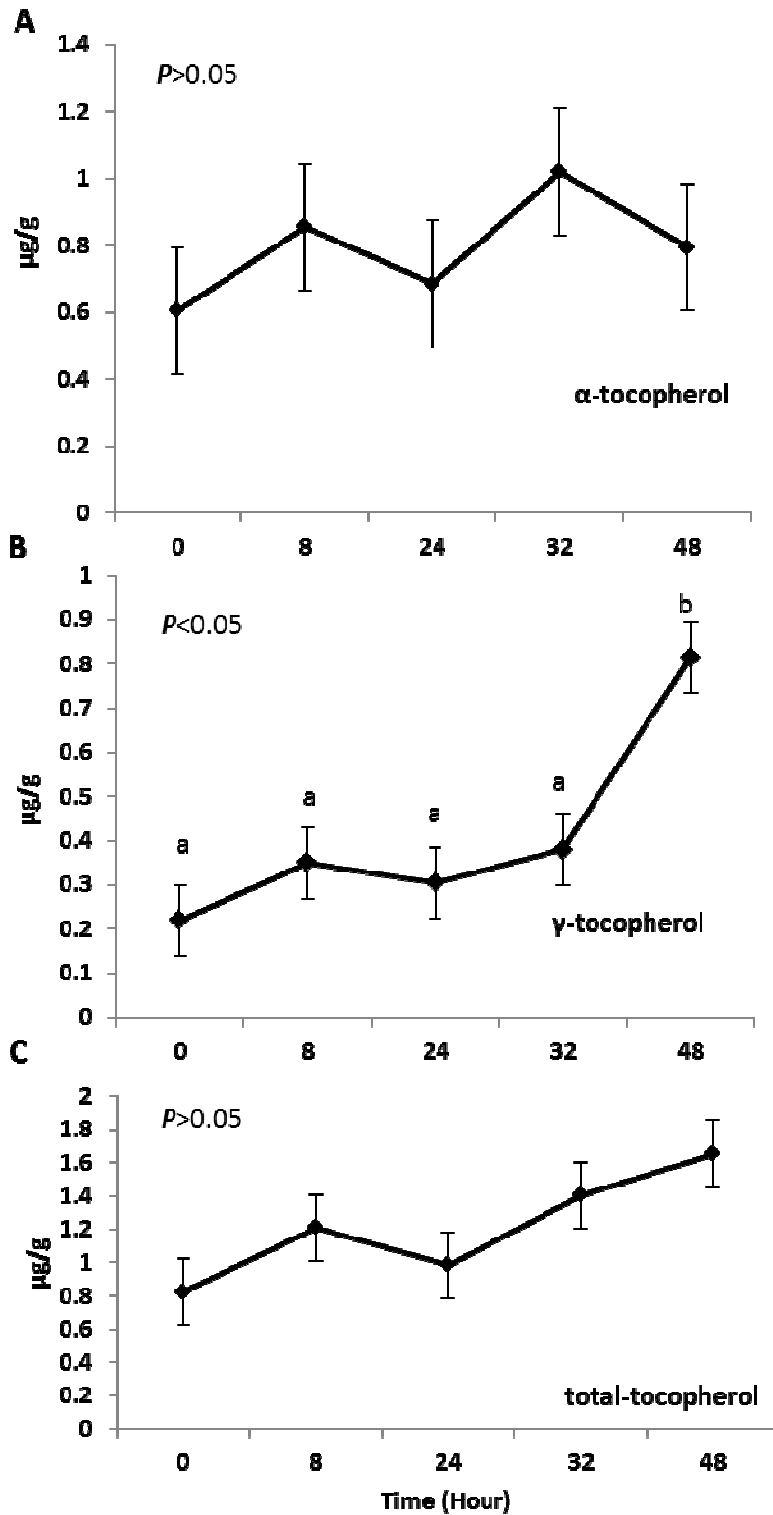 A
1.4
P>0.05
1.2
1
0.8
µg/g
0.6
0.4
α-tocopherol
0.2
0
0 8 24 32 48
B
1
0.9
P<0.05
b
0.8
0.7
0.6
µg/g
0.5
a
a
a
a
0.4
0.3
0.2
γ-tocopherol
0.1
0
0 8 24 32 48
C
2
1.8
P>0.05
1.6
1.4
1.2
µg/g
1
0.8
0.6
0.4
0.2
total-tocopherol
0
0 8 24 32 48
Time (Hour)